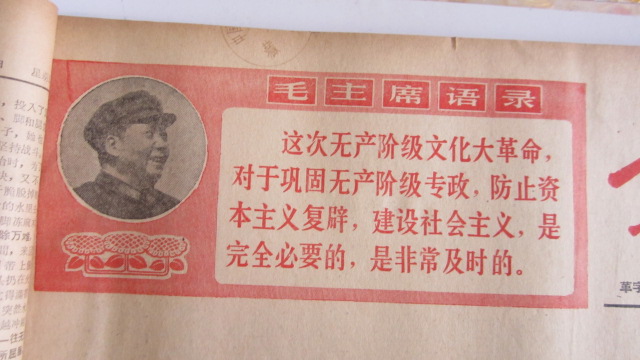 毛主席语录
这次无产阶级文化大革命，
对于巩固无产阶级专政，防止资
本主义复辟，建设社会主义，是
完全必要的，是非常及时的。